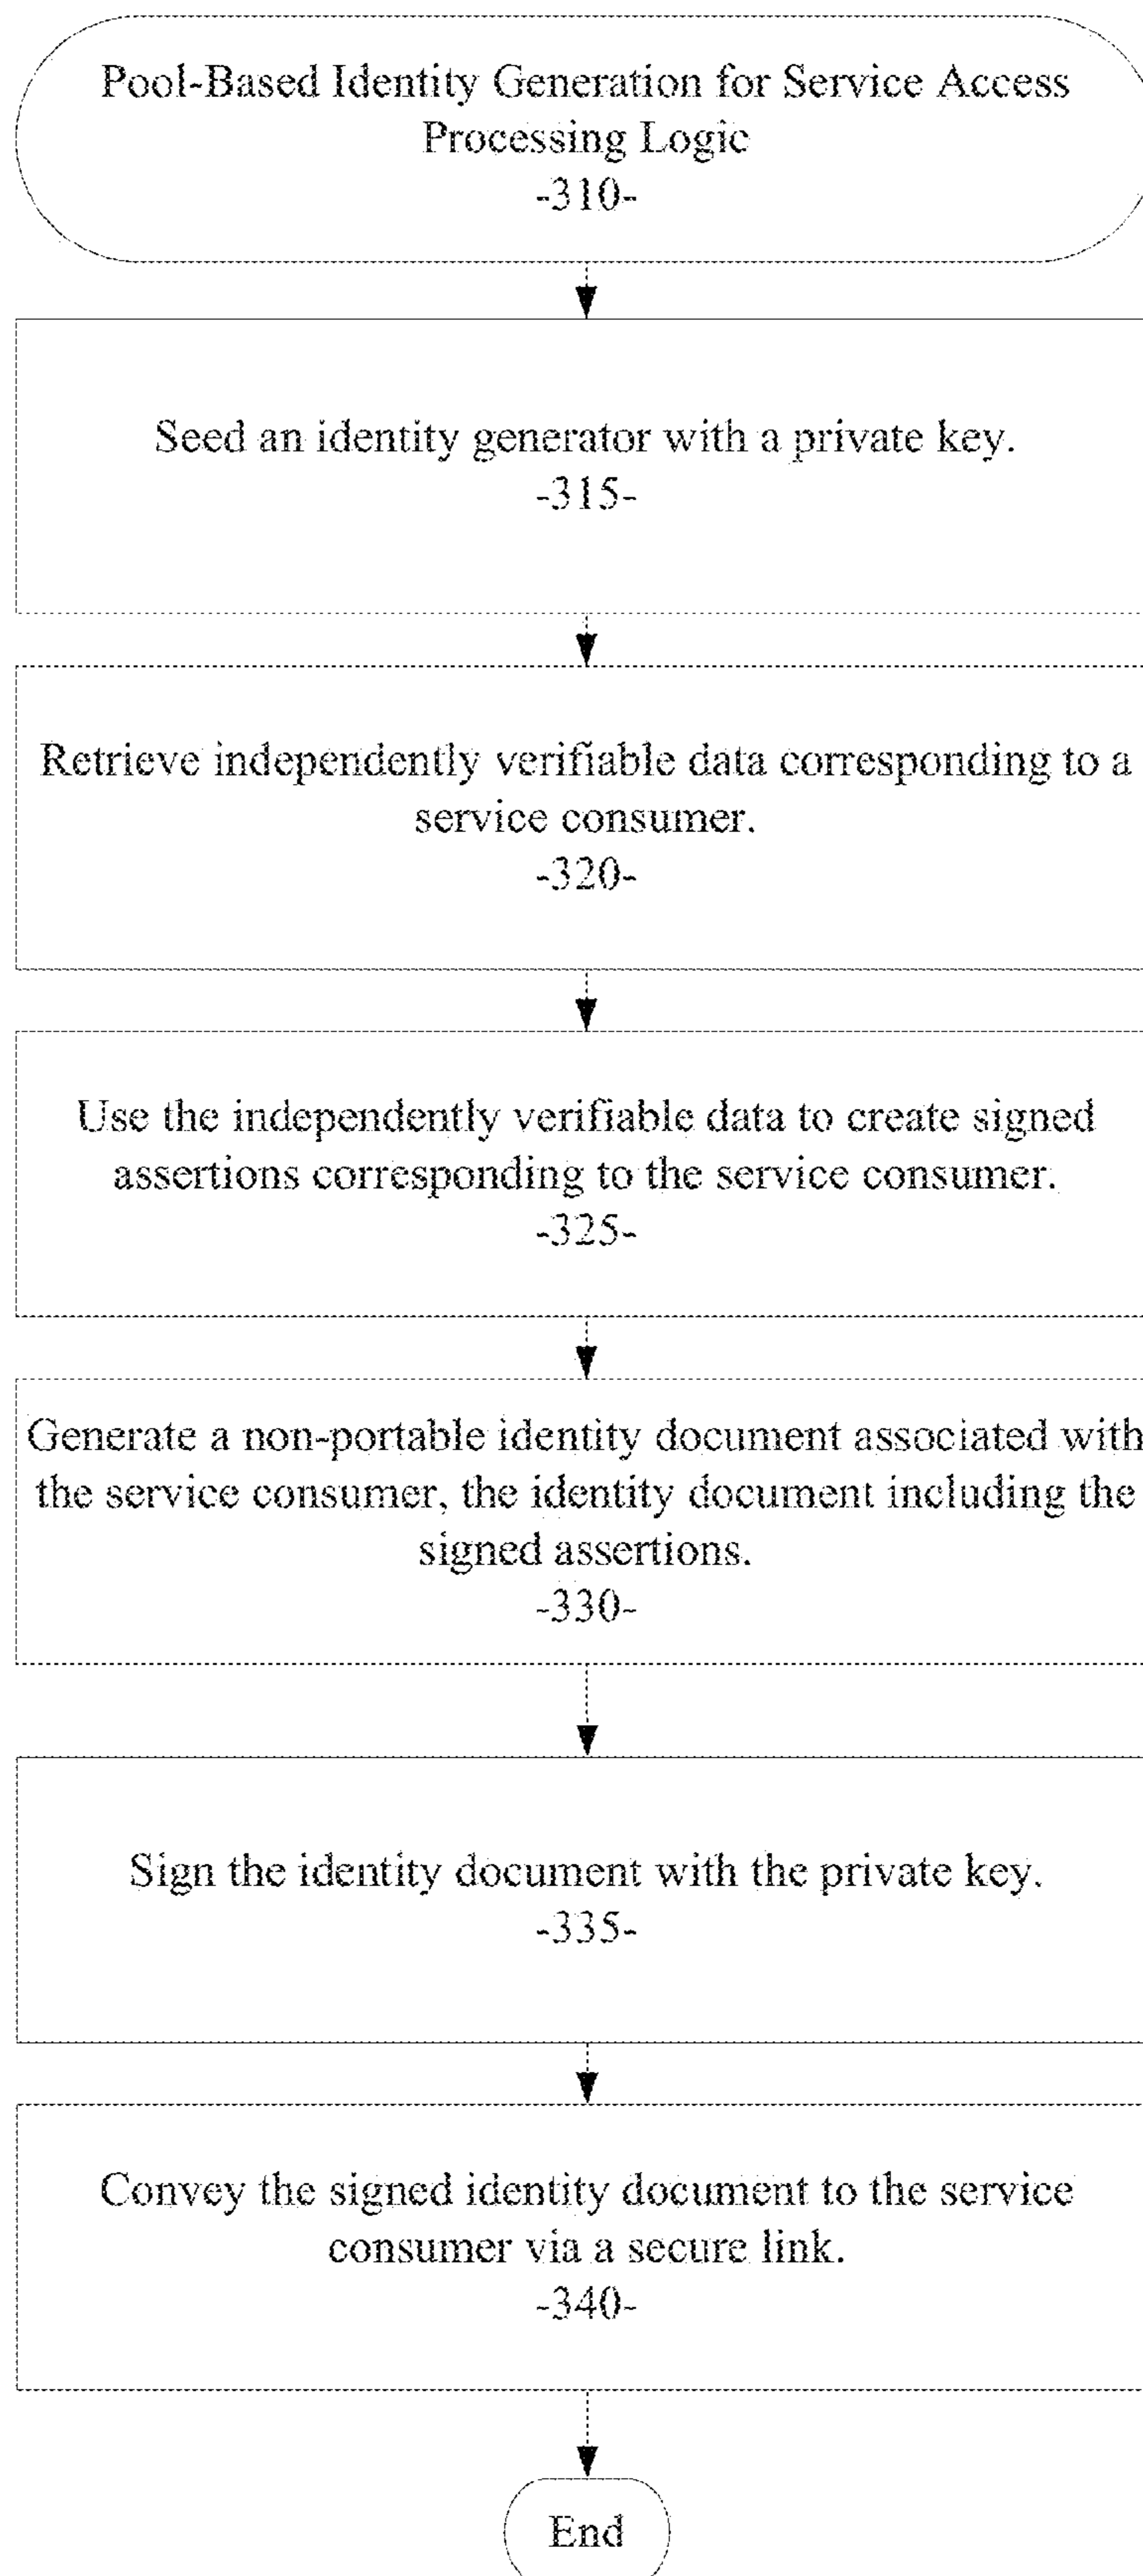 Pool-Based Identity Generation for Service Access
Processing Logic
-310-
Seed an identity generator with a private key.
-315-
Retrieve independently verifiable data corresponding to a
service consumer.
-320-
Use the independently verifiable data to create signed
assertions corresponding to the service consumer.
-325-
Generate a non-portable identity document associated with
the service consumer, the identity document including the
signed assertions.
-330-
Sign the identity document with the private key.
-335-
Convey the signed identity document to the service
consumer via a secure link.
-340-
End